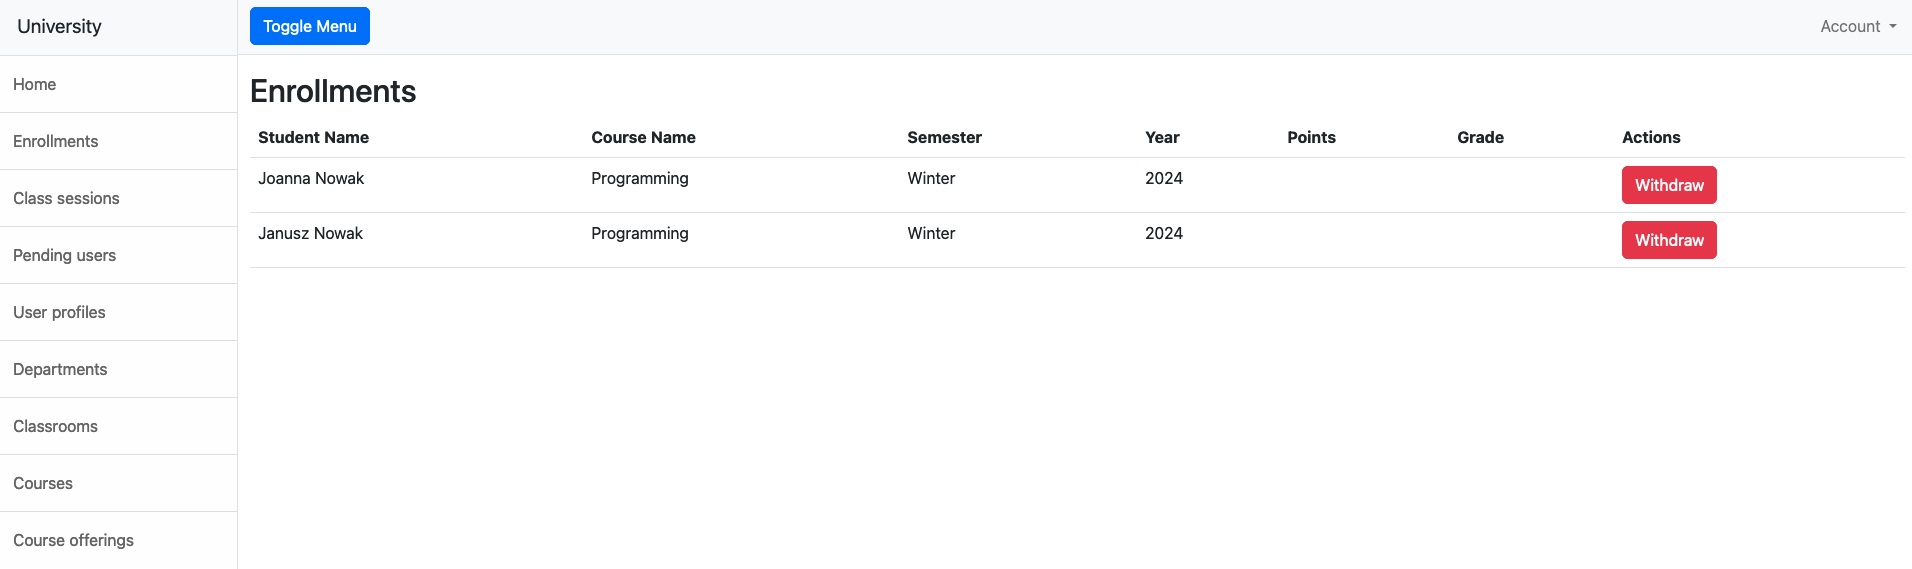 University
Toggle Menu
Account
Home
Enrollments
Class sessions
Pending users
User profiles
Departments
Classrooms
Courses
Course offerings
Enrollments
Student Name Course Name Semester Year Points Grade Actions
Joanna Nowak Programming Winter 2024 Withdraw
Janusz Nowak Programming Winter 2024 Withdraw